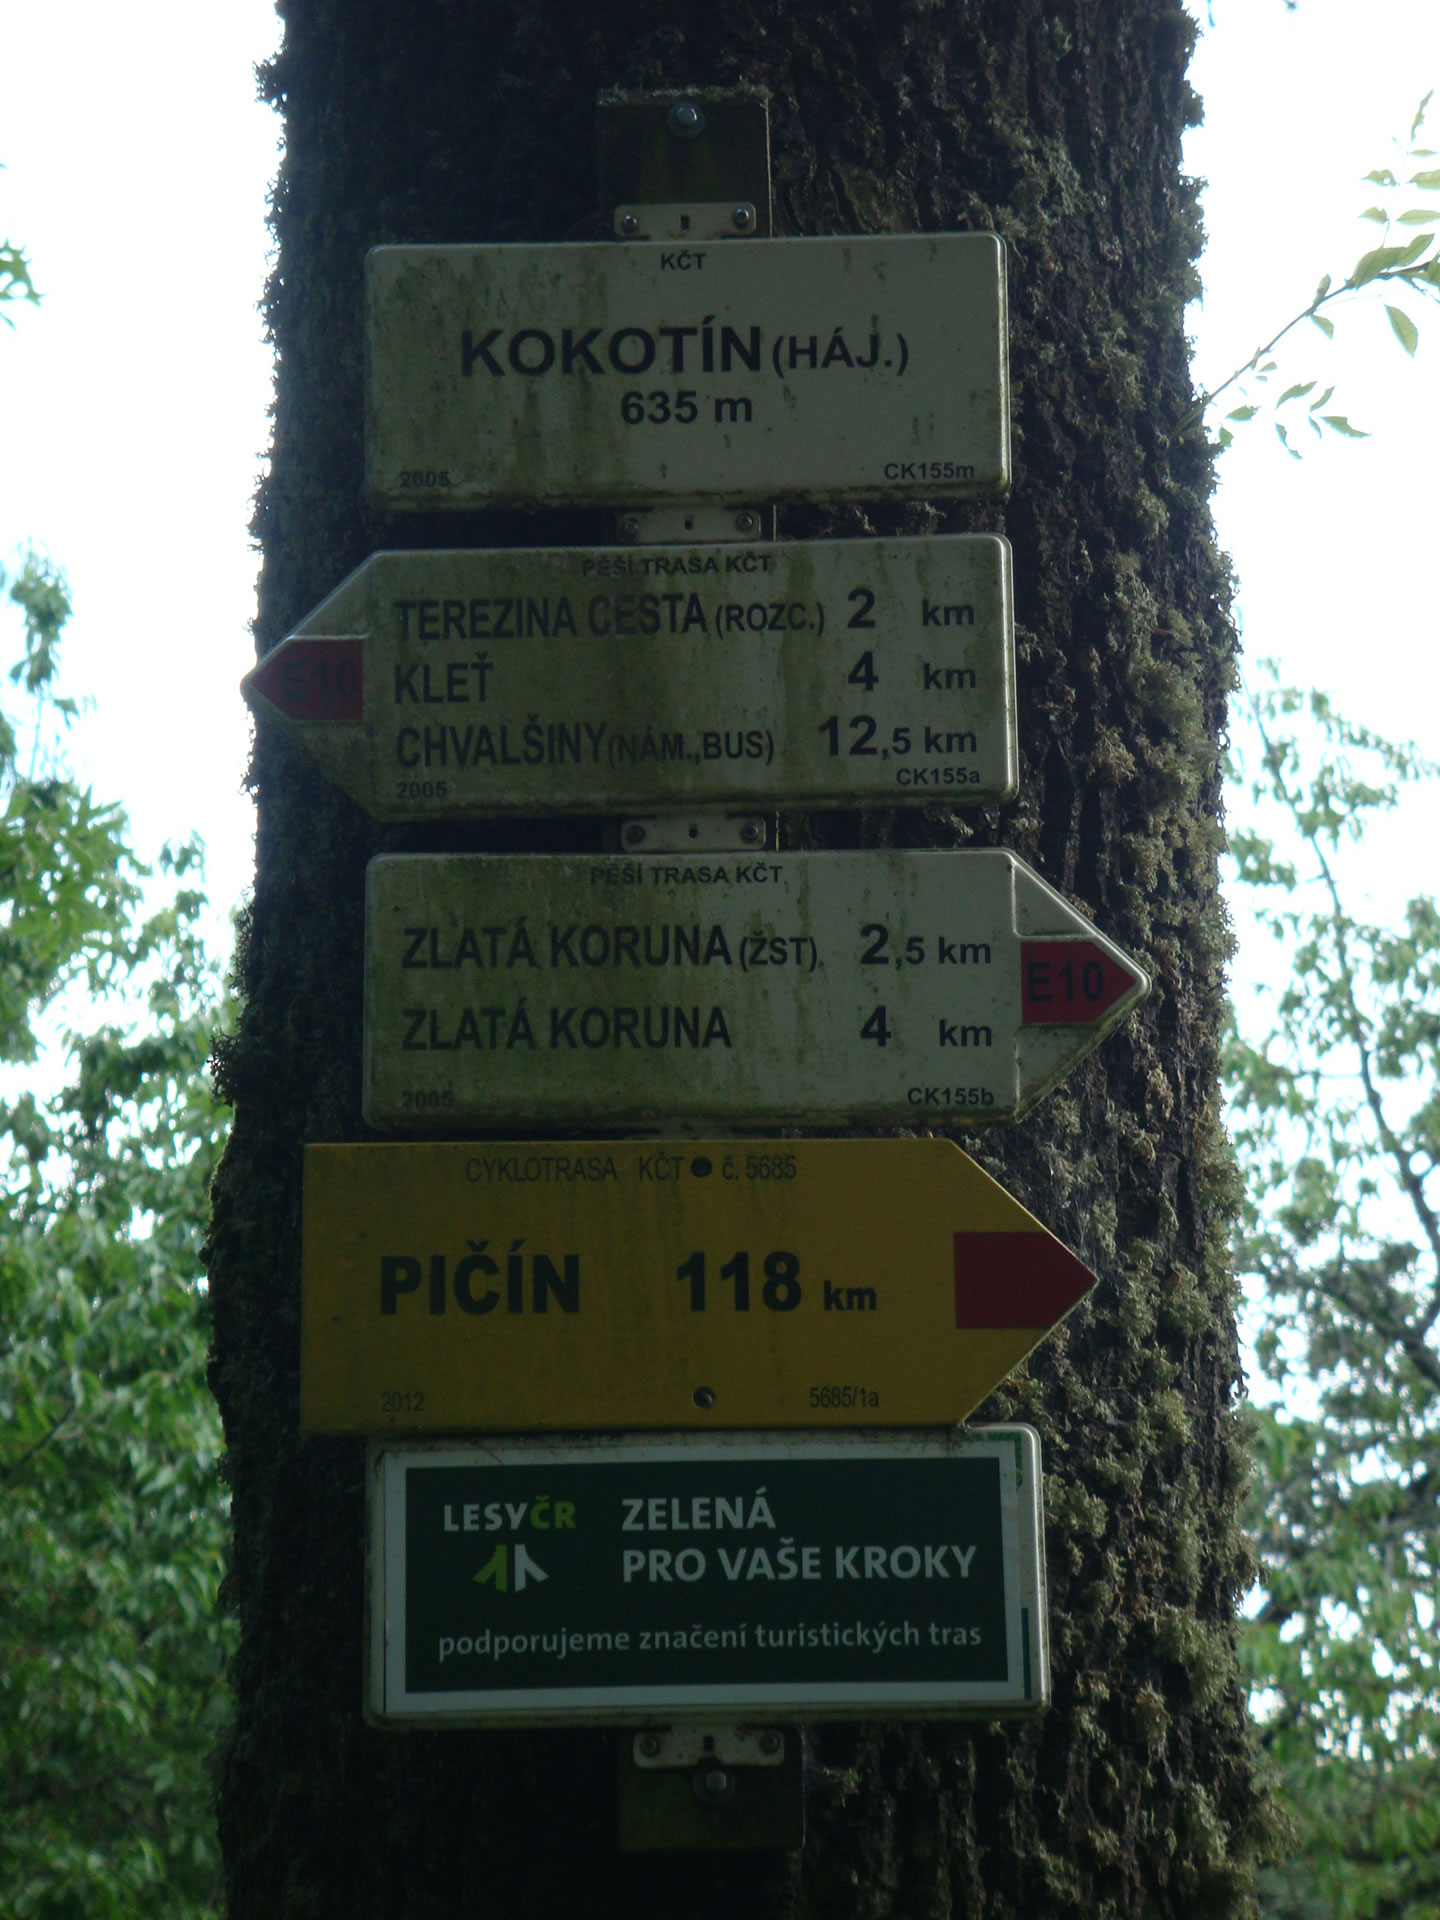 KČT
KOKOTÍN (HÁJ.)
635 m
2005 CK155m
PĚŠÍ TRASA KČT
TEREZINA CESTA (ROZC.) 2 km
E10 KLEŤ 4 km
CHVALŠINY (NÁM.,BUS) 12,5 km
2005 CK155a
PĚŠÍ TRASA KČT
ZLATÁ KORUNA (ŽST). 2,5 km
E10
ZLATÁ KORUNA 4 km
2005 CK155b
CYKLOTRASA KČT č. 5685
PIČÍN 118 km
2012 5685/1a
LESYČR ZELENÁ
PRO VAŠE KROKY
podporujeme značení turistických tras